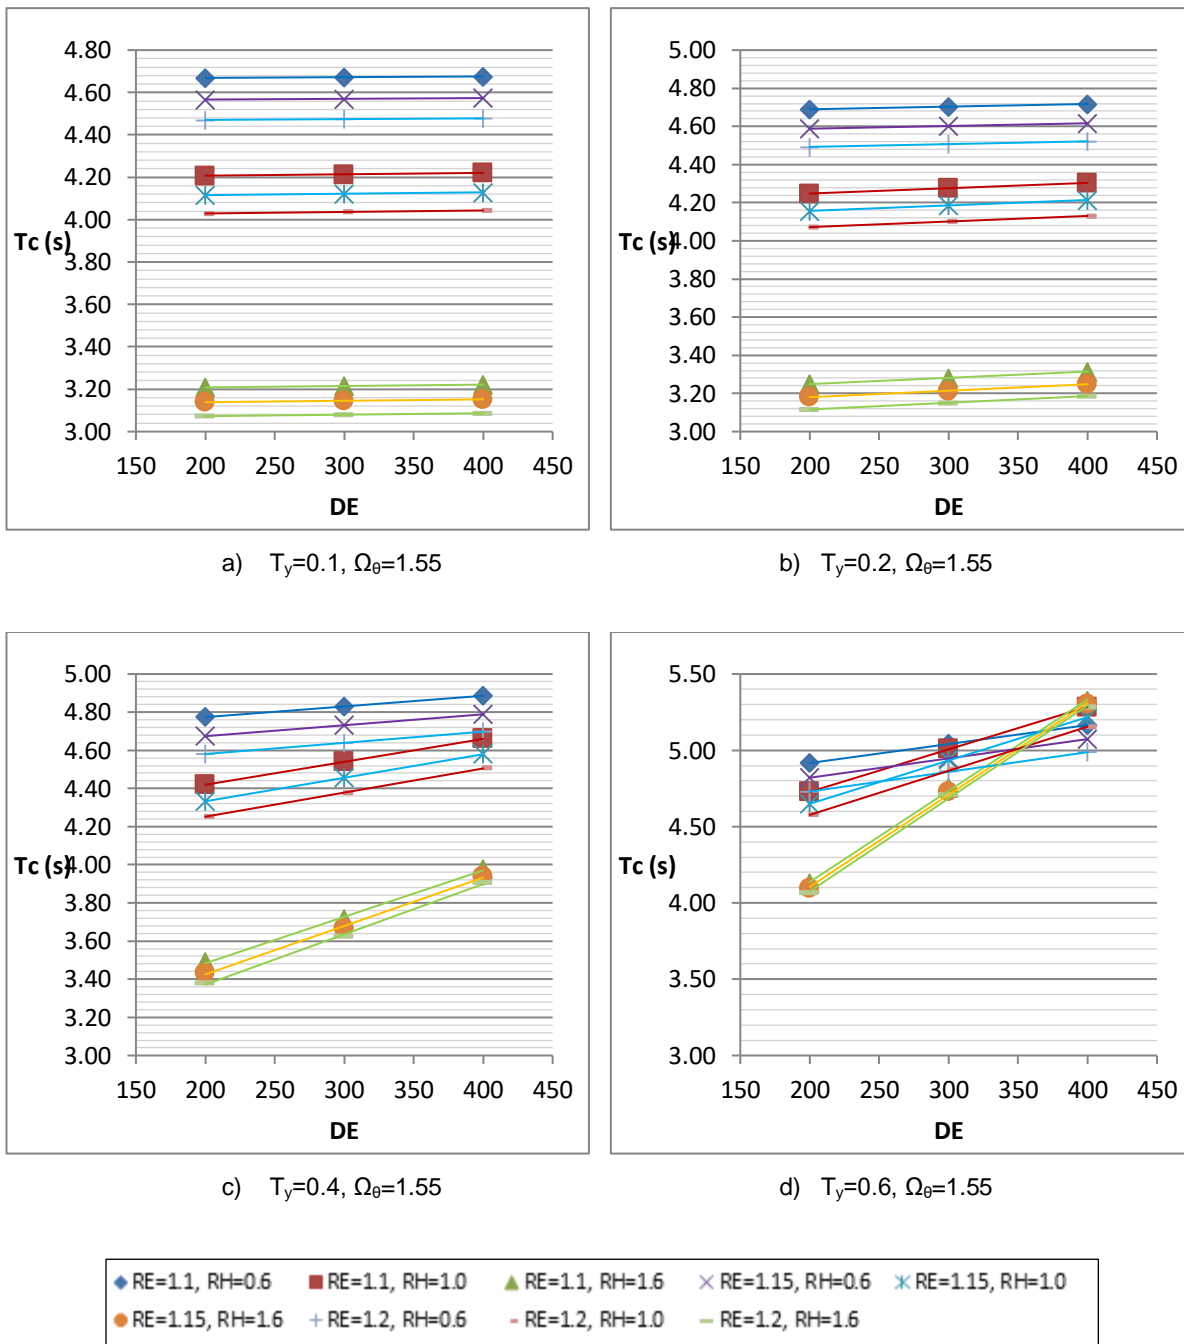 4.80
4.60
4.40
4.20
4.00
Tc (s)
3.80
3.60
3.40
3.20
3.00
150 200 250 300 350 400 450
DE
a) Ty=0.1, Ωθ=1.55
5.00
4.80
4.60
4.40
4.20
Tc (s)
4.00
3.80
3.60
3.40
3.20
3.00
150 200 250 300 350 400 450
DE
b) Ty=0.2, Ωθ=1.55
5.00
4.80
4.60
4.40
4.20
Tc (s)
4.00
3.80
3.60
3.40
3.20
3.00
150 200 250 300 350 400 450
DE
c) Ty=0.4, Ωθ=1.55
5.50
5.00
4.50
Tc (s)
4.00
3.50
3.00
150 200 250 300 350 400 450
DE
d) Ty=0.6, Ωθ=1.55
RE=1.1, RH=0.6 RE=1.1, RH=1.0 RE=1.1, RH=1.6 RE=1.15, RH=0.6 RE=1.15, RH=1.0
RE=1.15, RH=1.6 RE=1.2, RH=0.6 RE=1.2, RH=1.0 RE=1.2, RH=1.6